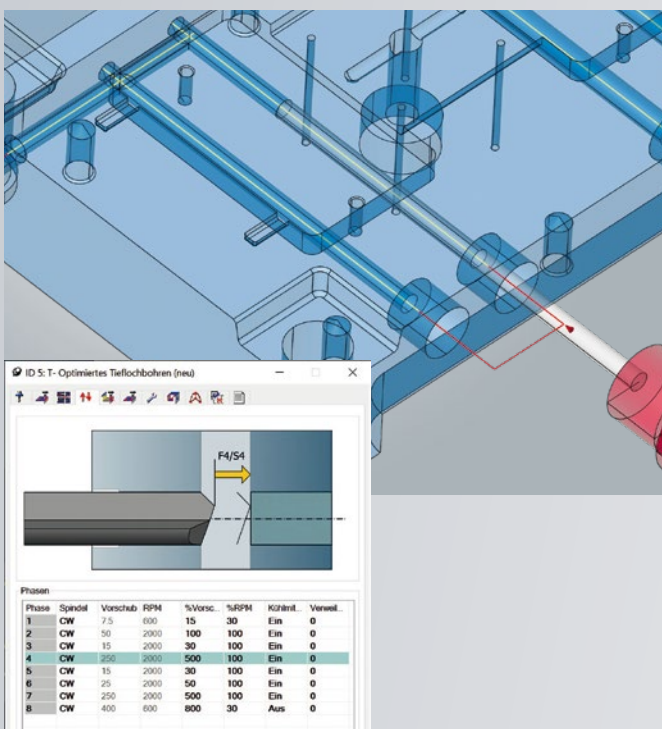 ID 5: T- Optimiertes Tieflochbohren (neu)
F4/S4
Phasen
Phase Spindel Vorschub RPM %Vorsc... %RPM Kühlmit... Verweil...
1 CW 7.5 600 15 30 Ein 0
2 CW 50 2000 100 100 Ein 0
3 CW 15 2000 30 100 Ein 0
4 CW 250 2000 500 100 Ein 0
5 CW 15 2000 30 100 Ein 0
6 CW 25 2000 50 100 Ein 0
7 CW 250 2000 500 100 Ein 0
8 CW 400 600 800 30 Aus 0